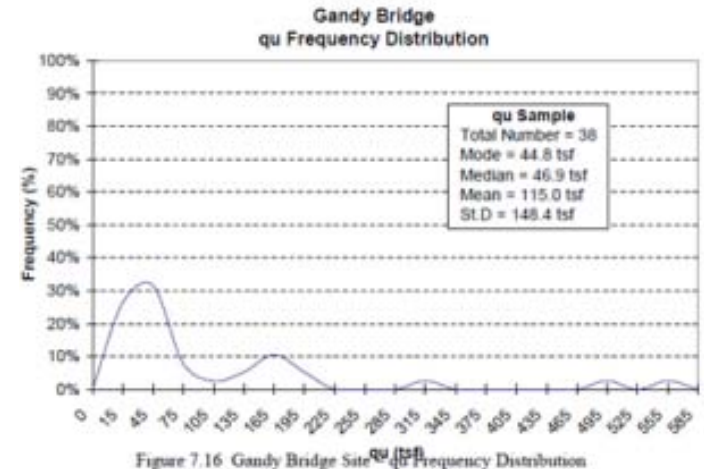 Gandy Bridge
qu Frequency Distribution
100%
90%
80%
70%
60%
50%
40%
30%
20%
10%
0%
Frequency (%)
qu Sample
Total Number = 38
Mode = 44.8 tsf
Median = 46.9 tsf
Mean = 115.0 tsf
St.D = 148.4 tsf
0 15 45 75 105 135 165 195 225 255 285 315 345 375 405 435 465 495 525 555 585
qu (tsf)
Figure 7.16 Gandy Bridge Site - qu Frequency Distribution